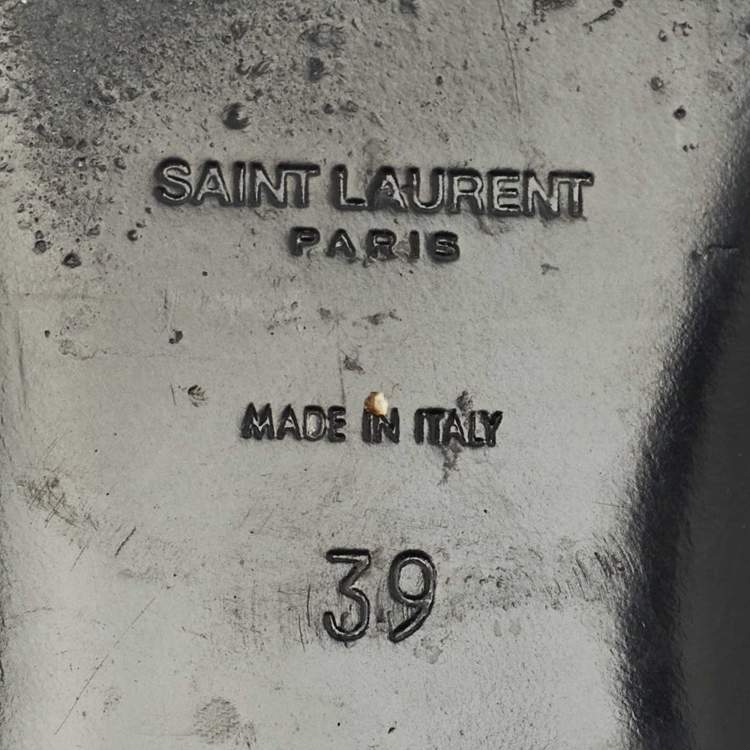 SAINT LAURENT
PARIS
MADE IN ITALY
39